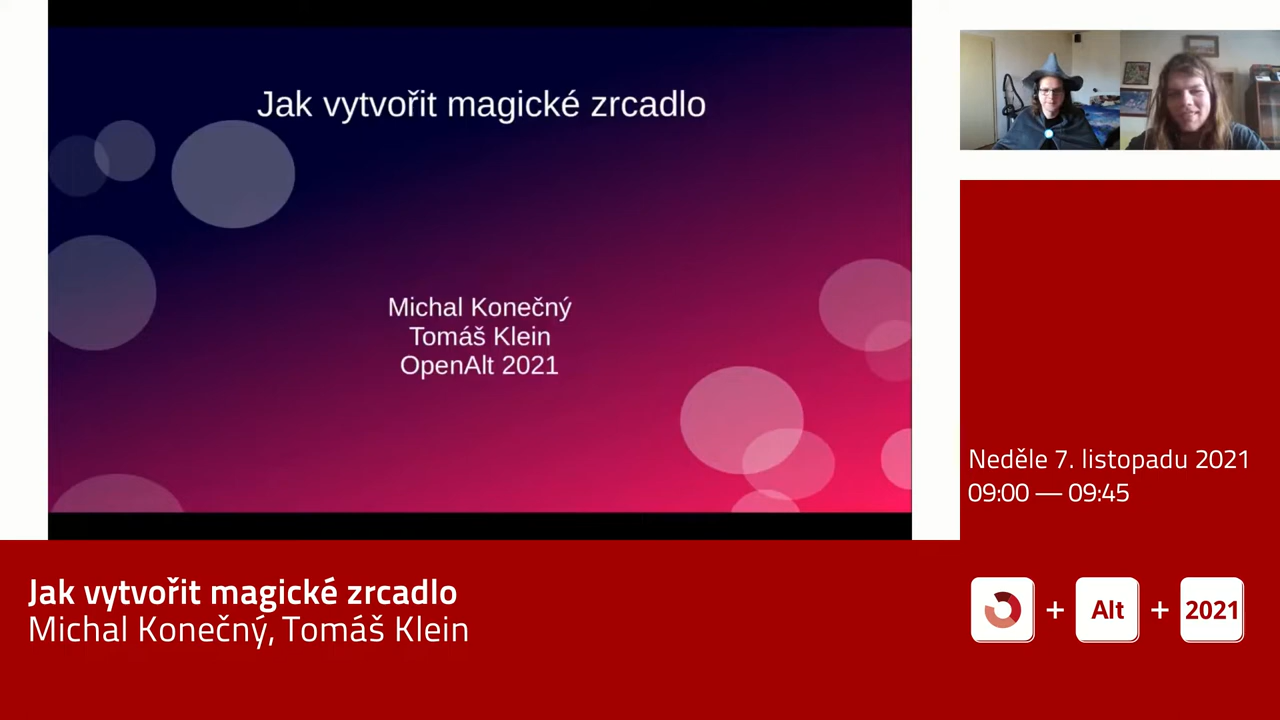 Jak vytvořit magické zrcadlo
Michal Konečný
Tomáš Klein
OpenAlt 2021
Neděle 7. listopadu 2021
09:00 — 09:45
Jak vytvořit magické zrcadlo
Michal Konečný, Tomáš Klein
+ Alt + 2021